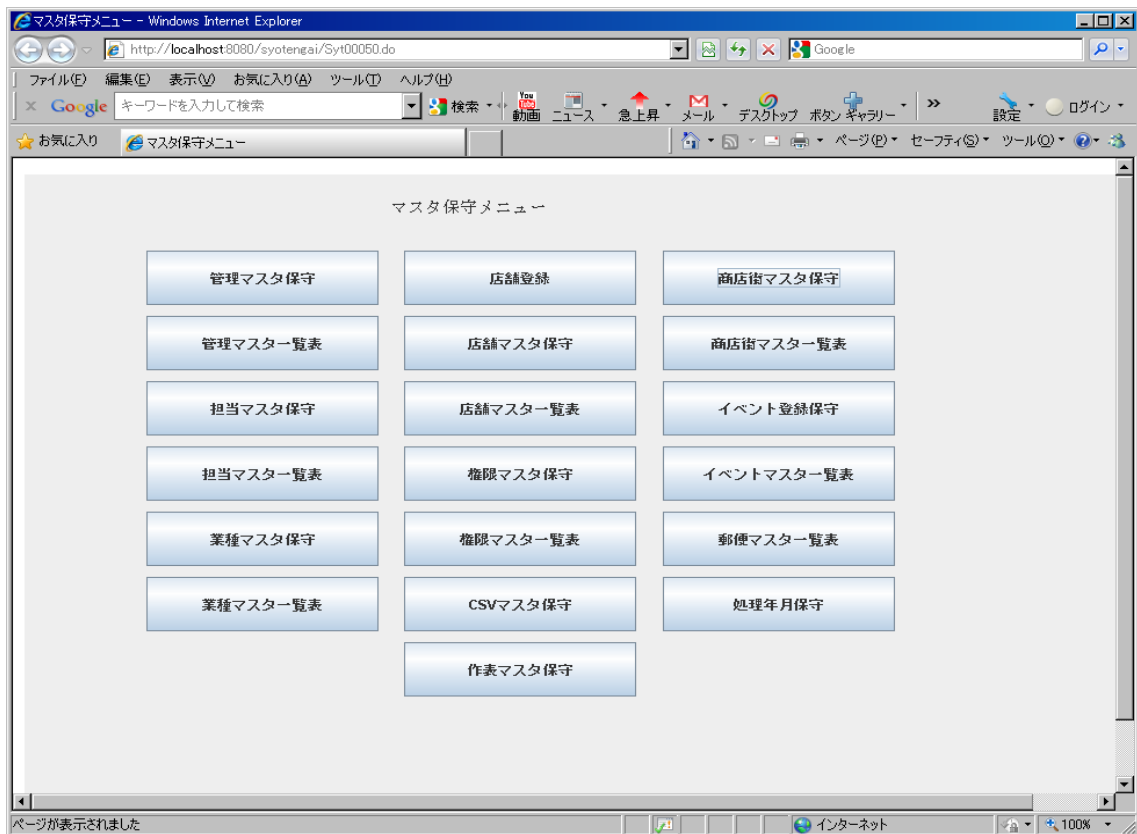 マスタ保守メニュー - Windows Internet Explorer
http://localhost:8080/syotengai/Syt00050.do
Google
ファイル(F) 編集(E) 表示(V) お気に入り(A) ツール(T) ヘルプ(H)
× Google キーワードを入力して検索 検索 You Tube 動画 ニュース 急上昇 メール デスクトップ ボタン ギャラリー » 設定 ログイン
お気に入り マスタ保守メニュー ページ(P) セーフティ(S) ツール(O)
マスタ保守メニュー
管理マスタ保守 店舗登録 商店街マスタ保守
管理マスター覧表 店舗マスタ保守 商店街マスター覧表
担当マスタ保守 店舗マスター覧表 イベント登録保守
担当マスター覧表 権限マスタ保守 イベントマスター覧表
業種マスタ保守 権限マスター覧表 郵便マスター覧表
業種マスター覧表 CSVマスタ保守 処理年月保守
作表マスタ保守
ページが表示されました インターネット 100%